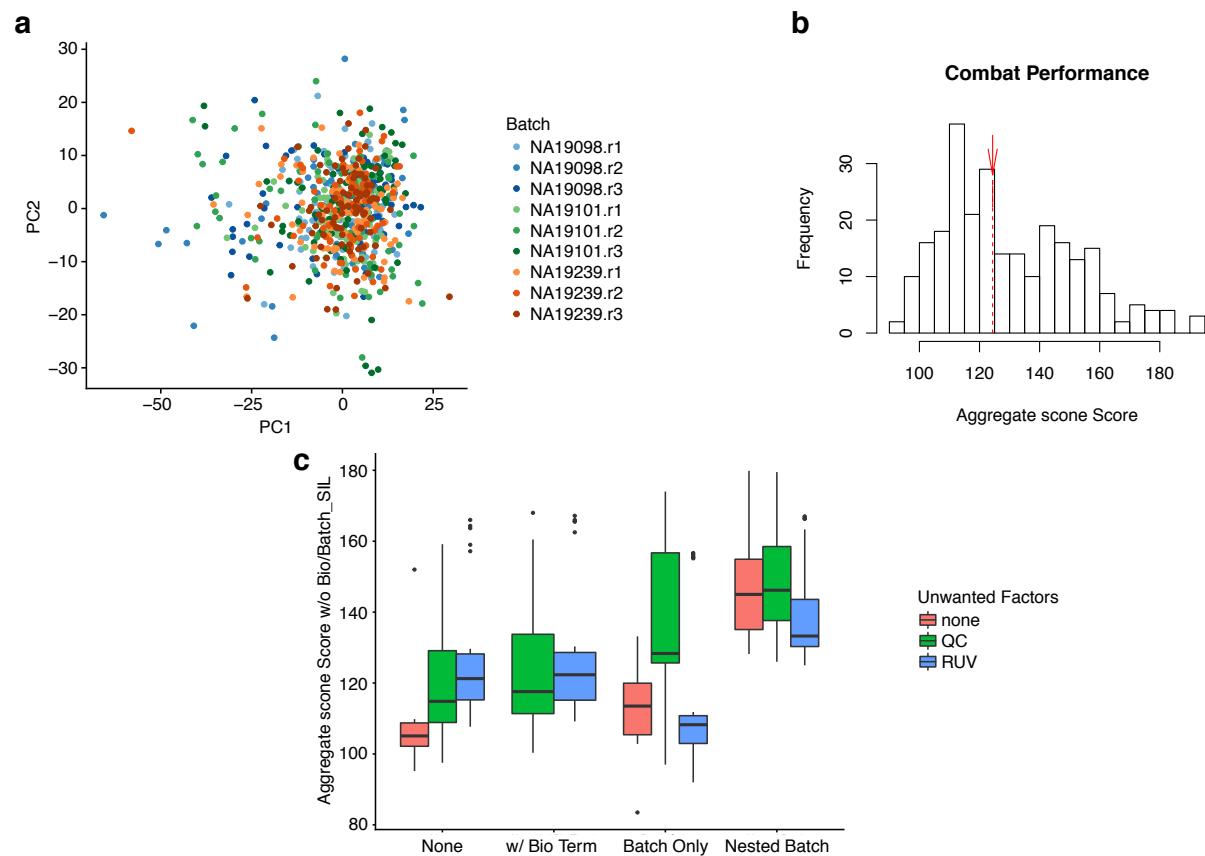 a
30
20
10
0
−10
−20
−30
PC2
−50
−25
0
25
PC1
Batch
NA19098.r1
NA19098.r2
NA19098.r3
NA19101.r1
NA19101.r2
NA19101.r3
NA19239.r1
NA19239.r2
NA19239.r3
b
Combat Performance
Frequency
0
10
20
30
100
120
140
160
180
Aggregate scone Score
c
Aggregate scone Score w/o Bio/Batch_SIL
180
160
140
120
100
80
None
w/ Bio Term
Batch Only
Nested Batch
Unwanted Factors
none
QC
RUV